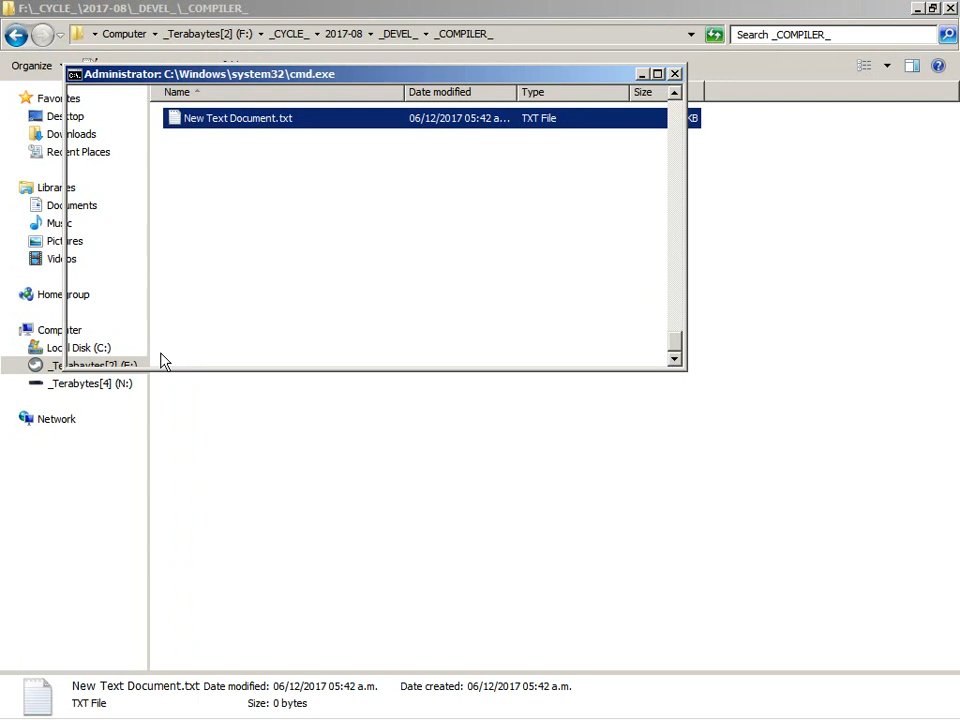 F:\_CYCLE_\2017-08\_DEVEL_\_COMPILER_
Computer _Terabaytes[2] (F:) _CYCLE_ 2017-08 _DEVEL_ _COMPILER_ Search _COMPILER_
Organize
Administrator: C:\Windows\system32\cmd.exe
Name Date modified Type Size
New Text Document.txt 06/12/2017 05:42 a.m... TXT File KB
Favorites
Desktop
Downloads
Recent Places
Libraries
Documents
Music
Pictures
Videos
Homegroup
Computer
Local Disk (C:)
_Terabaytes[2] (F:)
_Terabytes[4] (N:)
Network
New Text Document.txt Date modified: 06/12/2017 05:42 a.m. Date created: 06/12/2017 05:42 a.m.
TXT File Size: 0 bytes